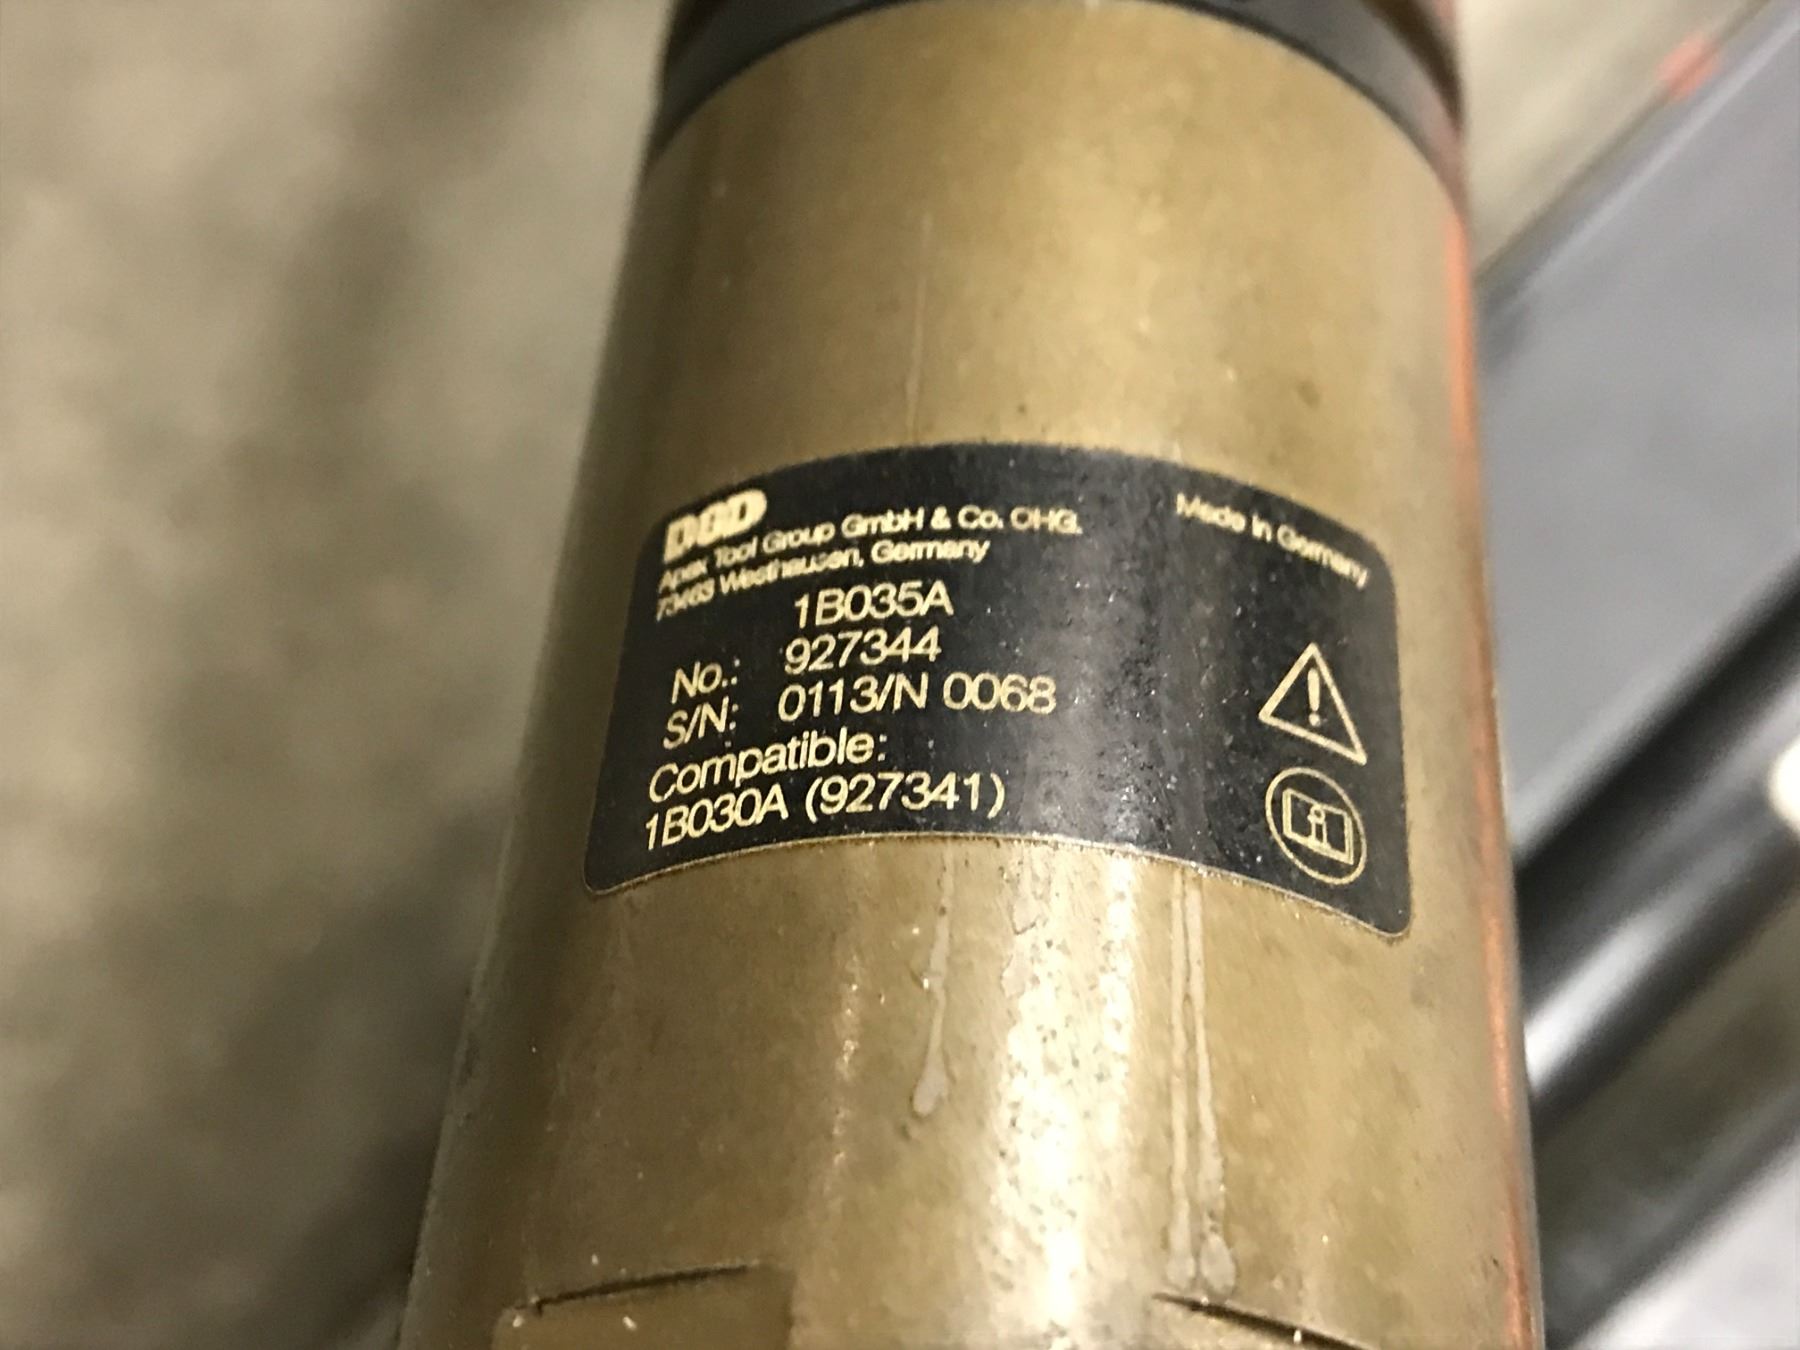 DGD
Apex Tool Group GmbH & Co. OHG.
73463 Westhausen, Germany
Made in Germany
1B035A
No.: 927344
S/N: 0113/N 0068
Compatible:
1B030A (927341)